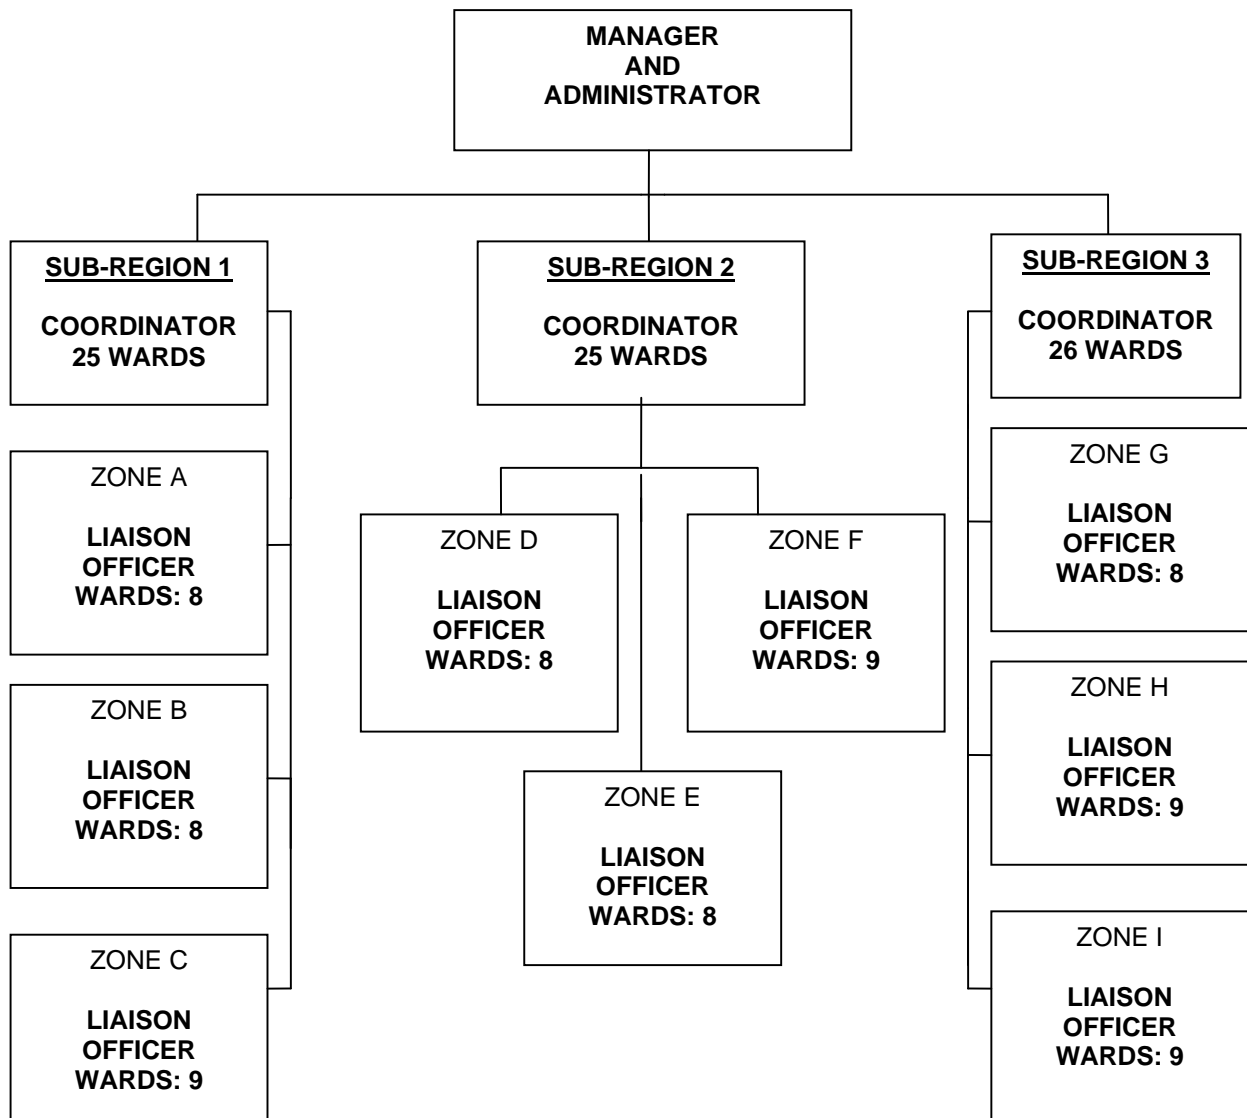 MANAGER
AND
ADMINISTRATOR
SUB-REGION 1
COORDINATOR
25 WARDS
SUB-REGION 2
COORDINATOR
25 WARDS
SUB-REGION 3
COORDINATOR
26 WARDS
ZONE A
LIAISON
OFFICER
WARDS: 8
ZONE B
LIAISON
OFFICER
WARDS: 8
ZONE C
LIAISON
OFFICER
WARDS: 9
ZONE D
LIAISON
OFFICER
WARDS: 8
ZONE E
LIAISON
OFFICER
WARDS: 8
ZONE F
LIAISON
OFFICER
WARDS: 9
ZONE G
LIAISON
OFFICER
WARDS: 8
ZONE H
LIAISON
OFFICER
WARDS: 9
ZONE I
LIAISON
OFFICER
WARDS: 9